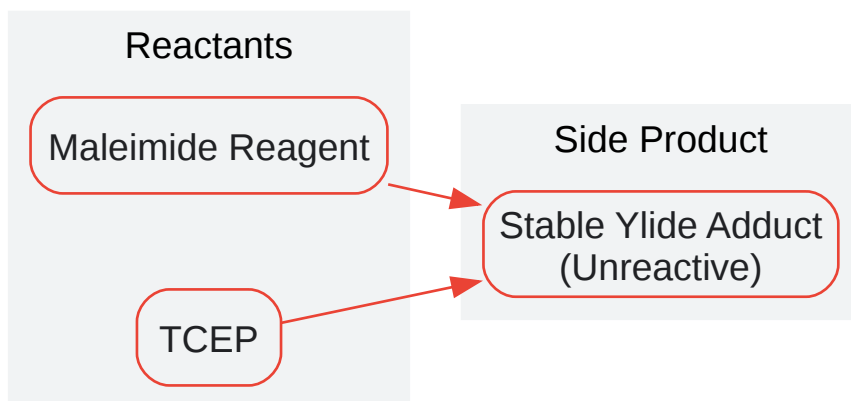 Reactants
Maleimide Reagent
TCEP
Side Product
Stable Ylide Adduct
(Unreactive)